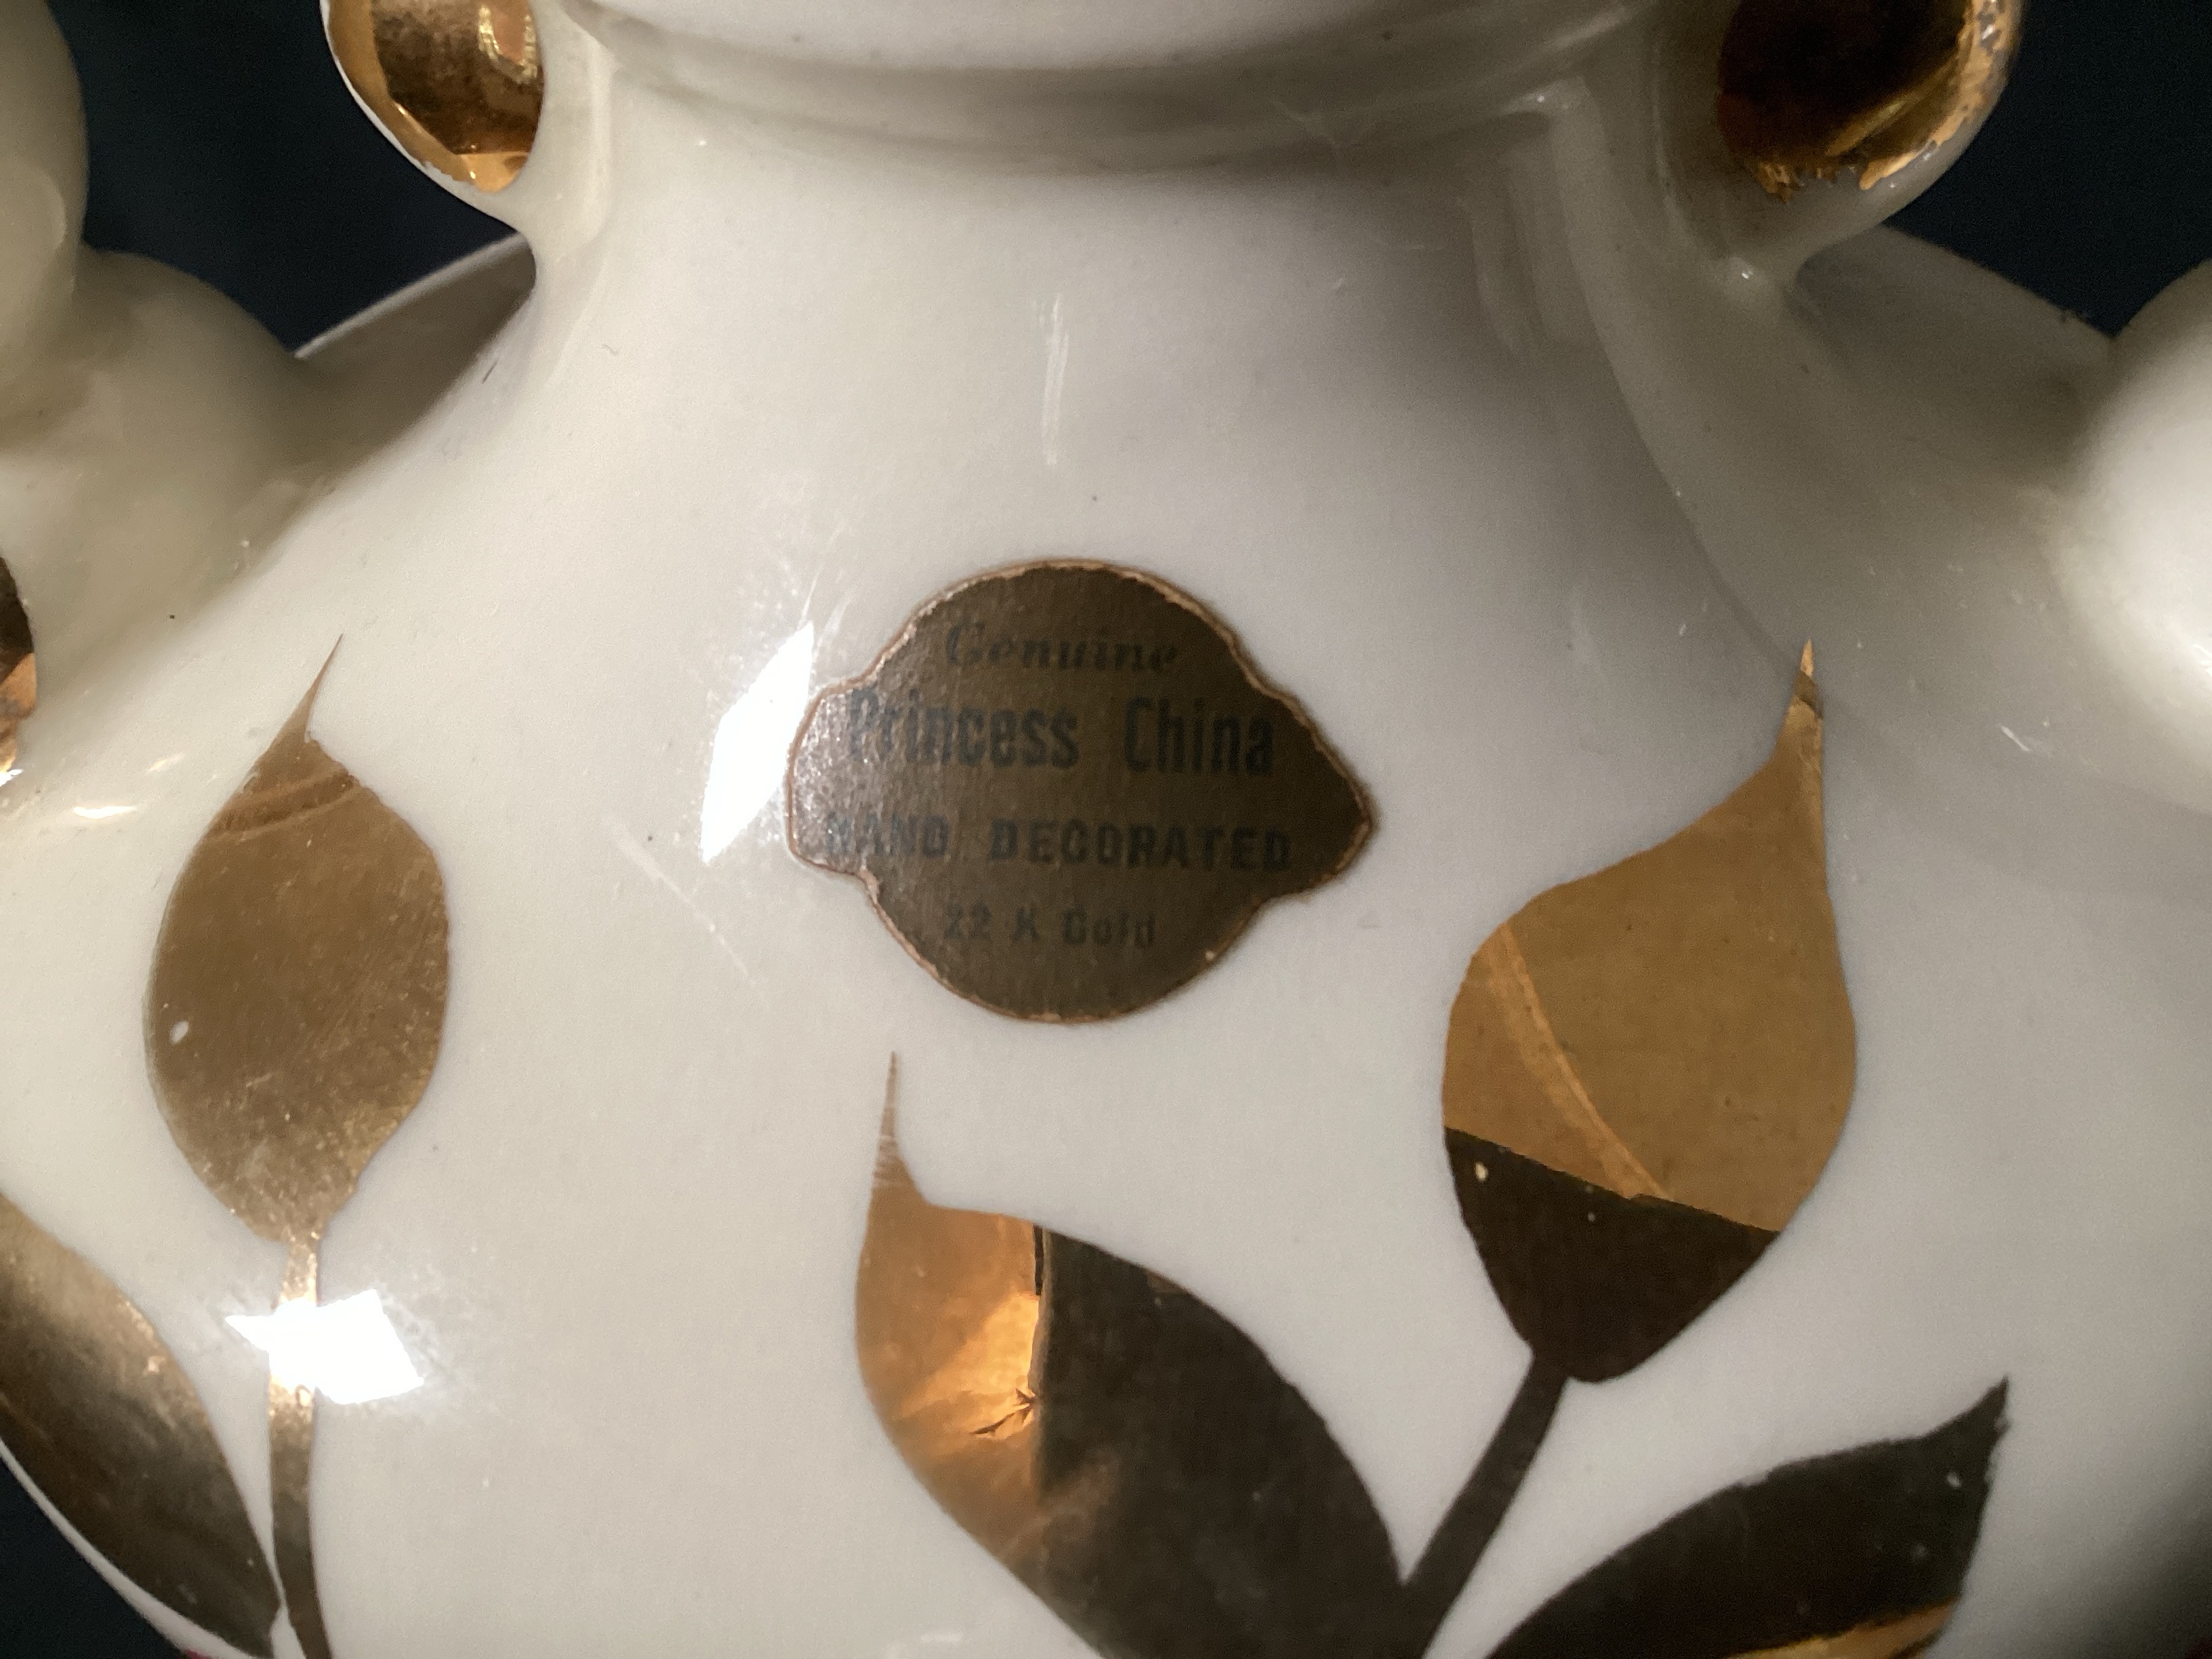 Genuine
Princess China
HAND DECORATED
22 K Gold